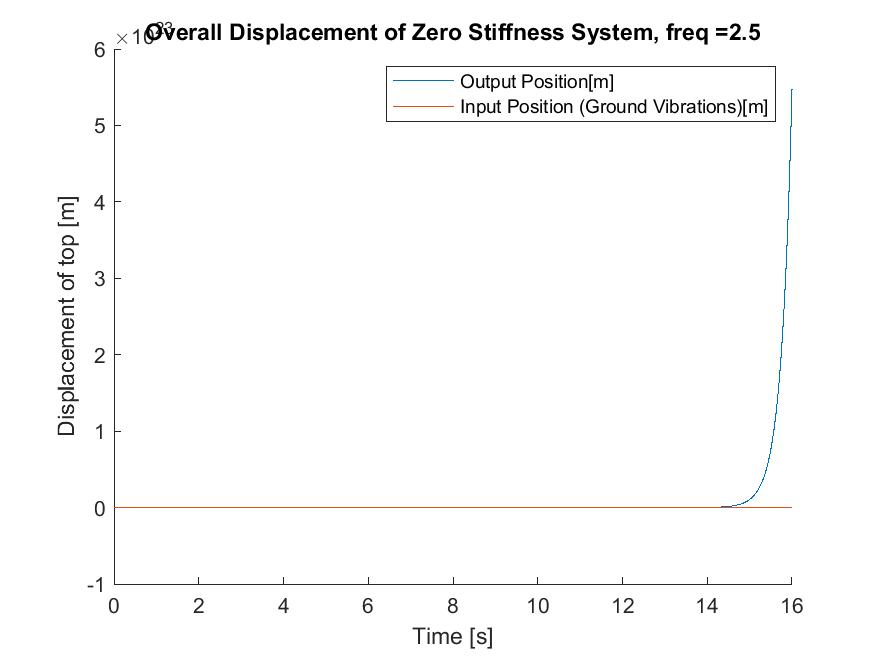 Overall Displacement of Zero Stiffness System, freq =2.5
×10²³
Output Position[m]
Input Position (Ground Vibrations)[m]
Displacement of top [m]
6
5
4
3
2
1
0
-1
0 2 4 6 8 10 12 14 16
Time [s]